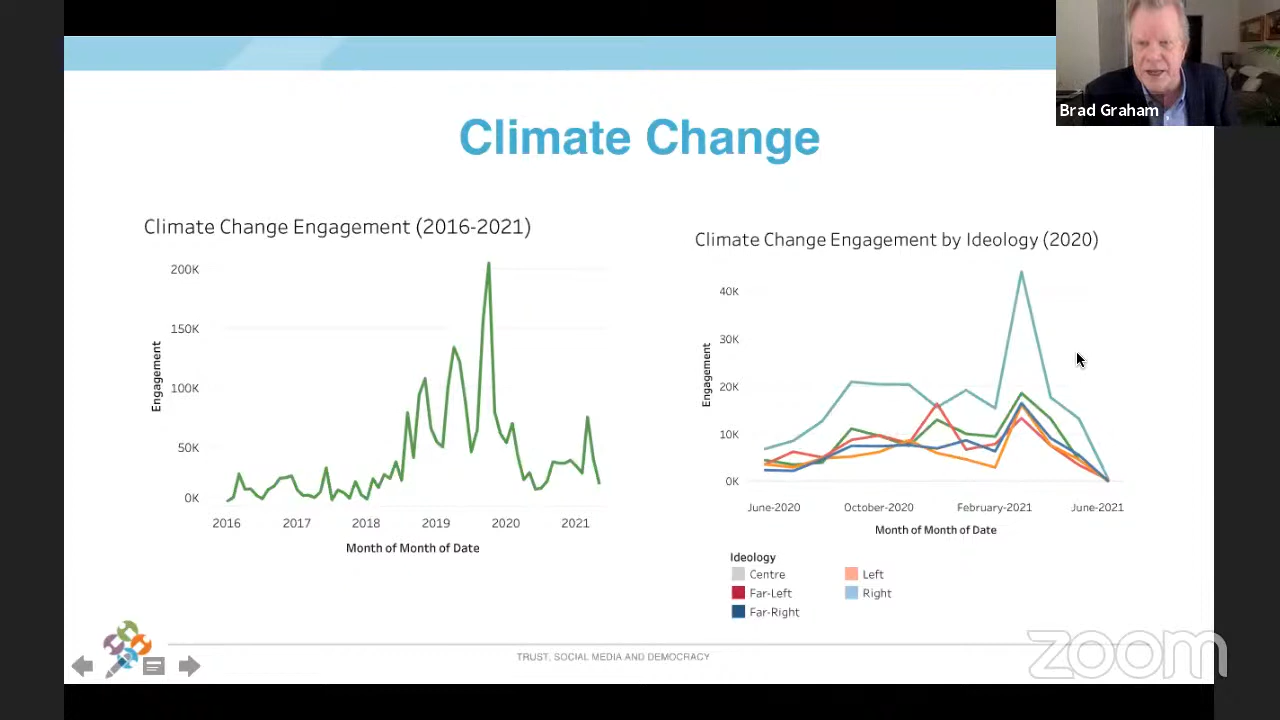 Brad Graham
Climate Change
Climate Change Engagement (2016-2021)
200K
150K
100K
50K
0K
Engagement
2016 2017 2018 2019 2020 2021
Month of Month of Date
Climate Change Engagement by Ideology (2020)
40K
30K
20K
10K
0K
Engagement
June-2020 October-2020 February-2021 June-2021
Month of Month of Date
Ideology
Centre Left
Far-Left Right
Far-Right
TRUST, SOCIAL MEDIA AND DEMOCRACY
zoom